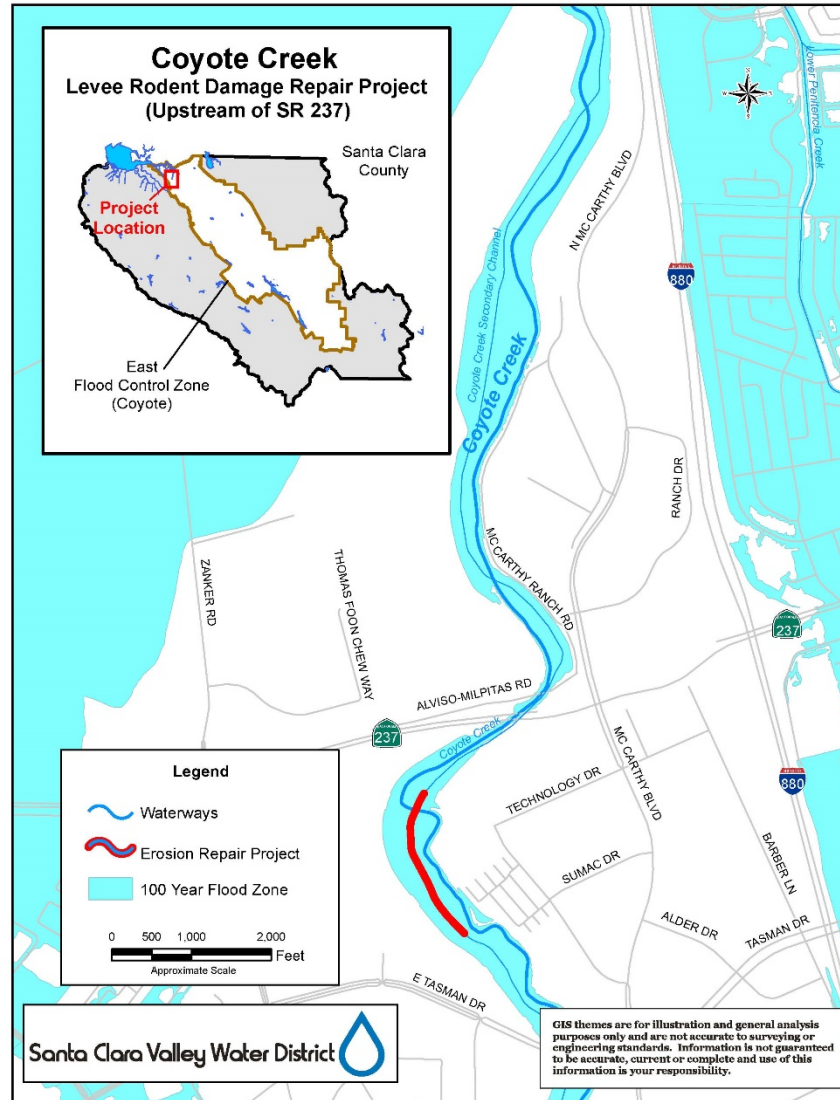 Coyote Creek
Levee Rodent Damage Repair Project
(Upstream of SR 237)
Santa Clara
County
Project
Location
East
Flood Control Zone
(Coyote)
Lower Penitencia Creek
N MC CARTHY BLVD
880
Coyote Creek Secondary Channel
Coyote Creek
RANCH DR
ZANKER RD
THOMAS FOON CHEW WAY
MC CARTHY RANCH RD
237
ALVISO-MILPITAS RD
237
Coyote Creek
MC CARTHY BLVD
TECHNOLOGY DR
880
BARBER LN
SUMAC DR
ALDER DR
TASMAN DR
E TASMAN DR
Legend
Waterways
Erosion Repair Project
100 Year Flood Zone
0 500 1,000 2,000
Feet
Approximate Scale
Santa Clara Valley Water District
GIS themes are for illustration and general analysis
purposes only and are not accurate to surveying or
engineering standards. Information is not guaranteed
to be accurate, current or complete and use of this
information is your responsibility.